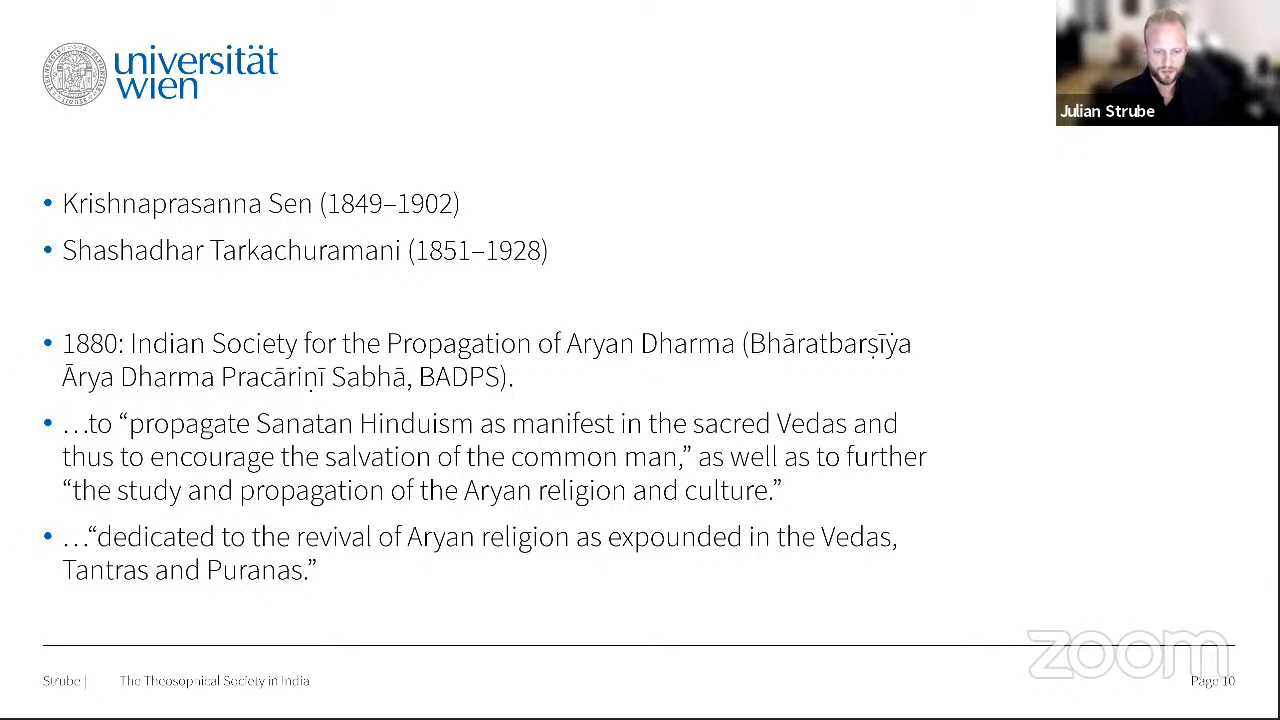 universität
wien
Julian Strube
• Krishnaprasanna Sen (1849–1902)
• Shashadhar Tarkachuramani (1851–1928)
• 1880: Indian Society for the Propagation of Aryan Dharma (Bhāratbarṣīẏa
Ārya Dharma Pracāriṇī Sabhā, BADPS).
• …to “propagate Sanatan Hinduism as manifest in the sacred Vedas and
thus to encourage the salvation of the common man,” as well as to further
“the study and propagation of the Aryan religion and culture.”
• …“dedicated to the revival of Aryan religion as expounded in the Vedas,
Tantras and Puranas.”
zoom
Strube | The Theosophical Society in India Page 10